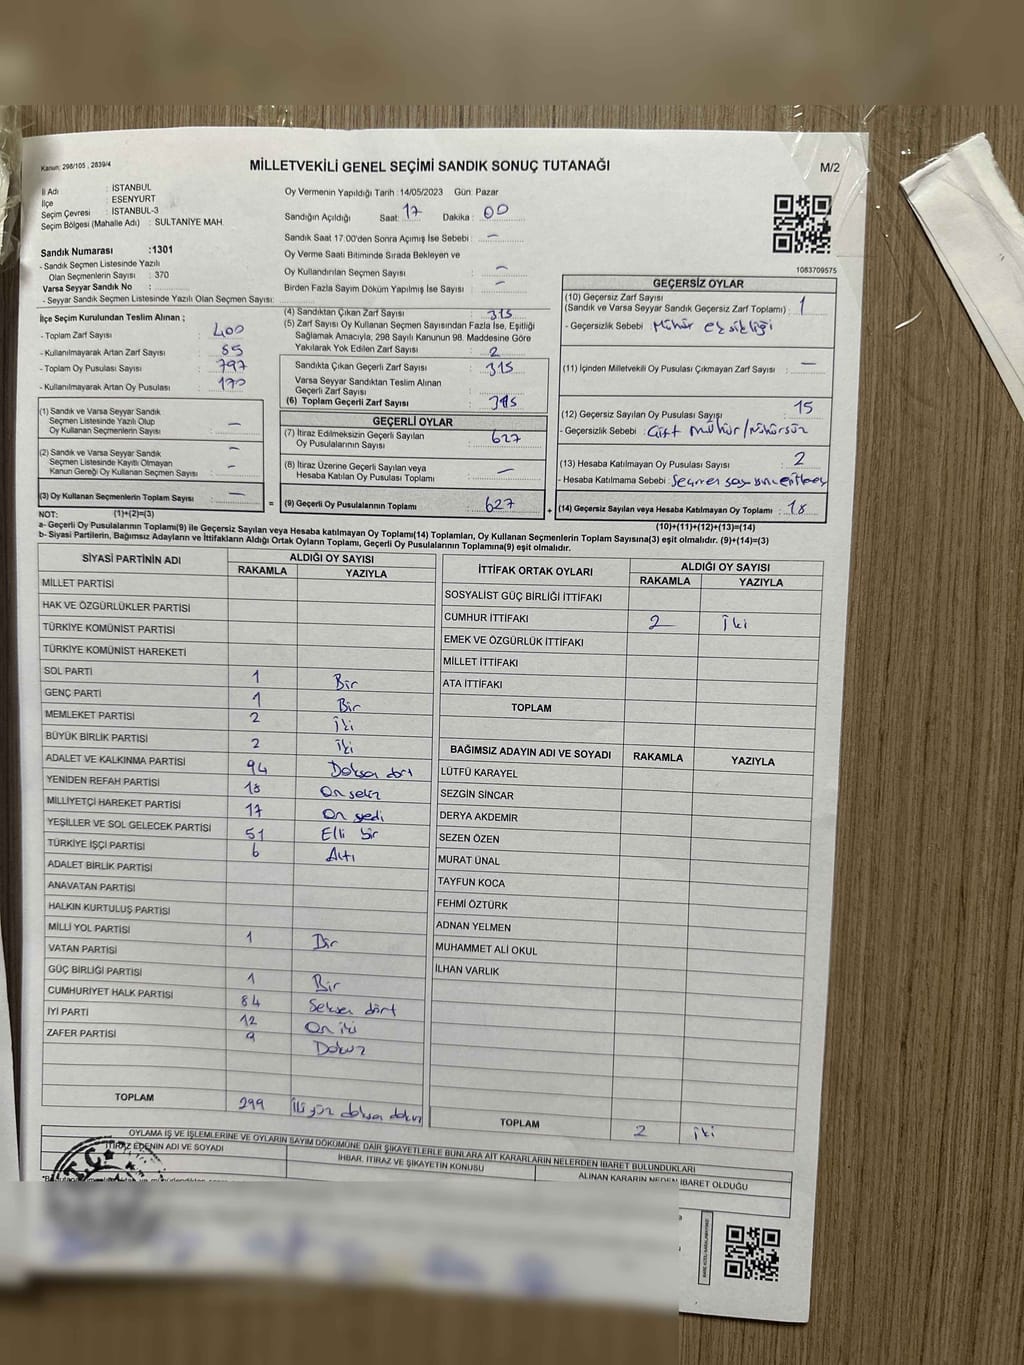 Kanun: 298/105 , 2839/4
MİLLETVEKİLİ GENEL SEÇİMİ SANDIK SONUÇ TUTANAĞI
M/2
İl Adı : İSTANBUL
İlçe : ESENYURT
Seçim Çevresi : İSTANBUL-3
Seçim Bölgesi (Mahalle Adı) : SULTANİYE MAH.
Sandık Numarası :1301
- Sandık Seçmen Listesinde Yazılı
Olan Seçmenlerin Sayısı : 370
Varsa Seyyar Sandık No :
- Seyyar Sandık Seçmen Listesinde Yazılı Olan Seçmen Sayısı:
Oy Vermenin Yapıldığı Tarih :14/05/2023 Gün: Pazar
Sandığın Açıldığı Saat: 17 Dakika : 00
Sandık Saat 17:00'den Sonra Açılmış İse Sebebi : -
Oy Verme Saati Bitiminde Sırada Bekleyen ve
Oy Kullandırılan Seçmen Sayısı : -
Birden Fazla Sayım Döküm Yapılmış İse Sayısı : -
1083709575
İlçe Seçim Kurulundan Teslim Alınan ;
- Toplam Zarf Sayısı : 400
- Kullanılmayarak Artan Zarf Sayısı : 85
- Toplam Oy Pusulası Sayısı : 797
- Kullanılmayarak Artan Oy Pusulası : 170
(1) Sandık ve Varsa Seyyar Sandık
Seçmen Listesinde Yazılı Olup
Oy Kullanan Seçmenlerin Sayısı : -
(2) Sandık ve Varsa Seyyar Sandık : -
Seçmen Listesinde Kayıtlı Olmayan
Kanun Gereği Oy Kullanan Seçmen Sayısı : -
(3) Oy Kullanan Seçmenlerin Toplam Sayısı : -
(4) Sandıktan Çıkan Zarf Sayısı : 315
(5) Zarf Sayısı Oy Kullanan Seçmen Sayısından Fazla İse, Eşitliği
Sağlamak Amacıyla; 298 Sayılı Kanunun 98. Maddesine Göre
Yakılarak Yok Edilen Zarf Sayısı : 2
Sandıkta Çıkan Geçerli Zarf Sayısı : 315
Varsa Seyyar Sandıktan Teslim Alınan
Geçerli Zarf Sayısı :
(6) Toplam Geçerli Zarf Sayısı : 315
GEÇERLİ OYLAR
(7) İtiraz Edilmeksizin Geçerli Sayılan
Oy Pusulalarının Sayısı : 627
(8) İtiraz Üzerine Geçerli Sayılan veya
Hesaba Katılan Oy Pusulası Toplamı : -
= (9) Geçerli Oy Pusulalarının Toplamı : 627
GEÇERSİZ OYLAR
(10) Geçersiz Zarf Sayısı
(Sandık ve Varsa Seyyar Sandık Geçersiz Zarf Toplamı) : 1
- Geçersizlik Sebebi : Mühür eksikliği
(11) İçinden Milletvekili Oy Pusulası Çıkmayan Zarf Sayısı : -
(12) Geçersiz Sayılan Oy Pusulası Sayısı : 15
- Geçersizlik Sebebi : Çift mühür/mühürsüz
(13) Hesaba Katılmayan Oy Pusulası Sayısı : 2
- Hesaba Katılmama Sebebi : Seçmen
+ (14) Geçersiz Sayılan veya Hesaba Katılmayan Oy Toplamı : 18
NOT: (1)+(2)=(3)
(10)+(11)+(12)+(13)=(14)
a- Geçerli Oy Pusulalarının Toplamı(9) ile Geçersiz Sayılan veya Hesaba katılmayan Oy Toplamı(14) Toplamları, Oy Kullanan Seçmenlerin Toplam Sayısına(3) eşit olmalıdır. (9)+(14)=(3)
b- Siyasi Partilerin, Bağımsız Adayların ve İttifakların Aldığı Ortak Oyların Toplamı, Geçerli Oy Pusulalarının Toplamına(9) eşit olmalıdır.
SİYASİ PARTİNİN ADI ALDIĞI OY SAYISI
RAKAMLA YAZIYLA
MİLLET PARTİSİ
HAK VE ÖZGÜRLÜKLER PARTİSİ
TÜRKİYE KOMÜNİST PARTİSİ
TÜRKİYE KOMÜNİST HAREKETİ
SOL PARTİ 1 Bir
GENÇ PARTİ 1 Bir
MEMLEKET PARTİSİ 2 İki
BÜYÜK BİRLİK PARTİSİ 2 İki
ADALET VE KALKINMA PARTİSİ 94 Doksan dört
YENİDEN REFAH PARTİSİ 18 On sekiz
MİLLİYETÇİ HAREKET PARTİSİ 17 On yedi
YEŞİLLER VE SOL GELECEK PARTİSİ 51 Elli bir
TÜRKİYE İŞÇİ PARTİSİ 6 Altı
ADALET BİRLİK PARTİSİ
ANAVATAN PARTİSİ
HALKIN KURTULUŞ PARTİSİ
MİLLİ YOL PARTİSİ 1 Bir
VATAN PARTİSİ
GÜÇ BİRLİĞİ PARTİSİ 1 Bir
CUMHURİYET HALK PARTİSİ 84 Seksen dört
İYİ PARTİ 12 On iki
ZAFER PARTİSİ 9 Dokuz
TOPLAM 299 İki yüz doksan dokuz
İTTİFAK ORTAK OYLARI ALDIĞI OY SAYISI
RAKAMLA YAZIYLA
SOSYALİST GÜÇ BİRLİĞİ İTTİFAKI
CUMHUR İTTİFAKI 2 İki
EMEK VE ÖZGÜRLÜK İTTİFAKI
MİLLET İTTİFAKI
ATA İTTİFAKI
TOPLAM
BAĞIMSIZ ADAYIN ADI VE SOYADI RAKAMLA YAZIYLA
LÜTFÜ KARAYEL
SEZGİN SİNCAR
DERYA AKDEMİR
SEZEN ÖZEN
MURAT ÜNAL
TAYFUN KOCA
FEHMİ ÖZTÜRK
ADNAN YELMEN
MUHAMMET ALİ OKUL
İLHAN VARLIK
TOPLAM 2 iki
OYLAMA İŞ VE İŞLEMLERİNE VE OYLARIN SAYIM DÖKÜMÜNE DAİR ŞİKAYETLERLE BUNLARA AİT KARARLARIN NELERDEN İBARET BULUNDUKLARI
İTİRAZ EDENİN ADI VE SOYADI
İHBAR, İTİRAZ VE ŞİKAYETİN KONUSU
ALINAN KARARIN NEDEN İBARET OLDUĞU
T.C.